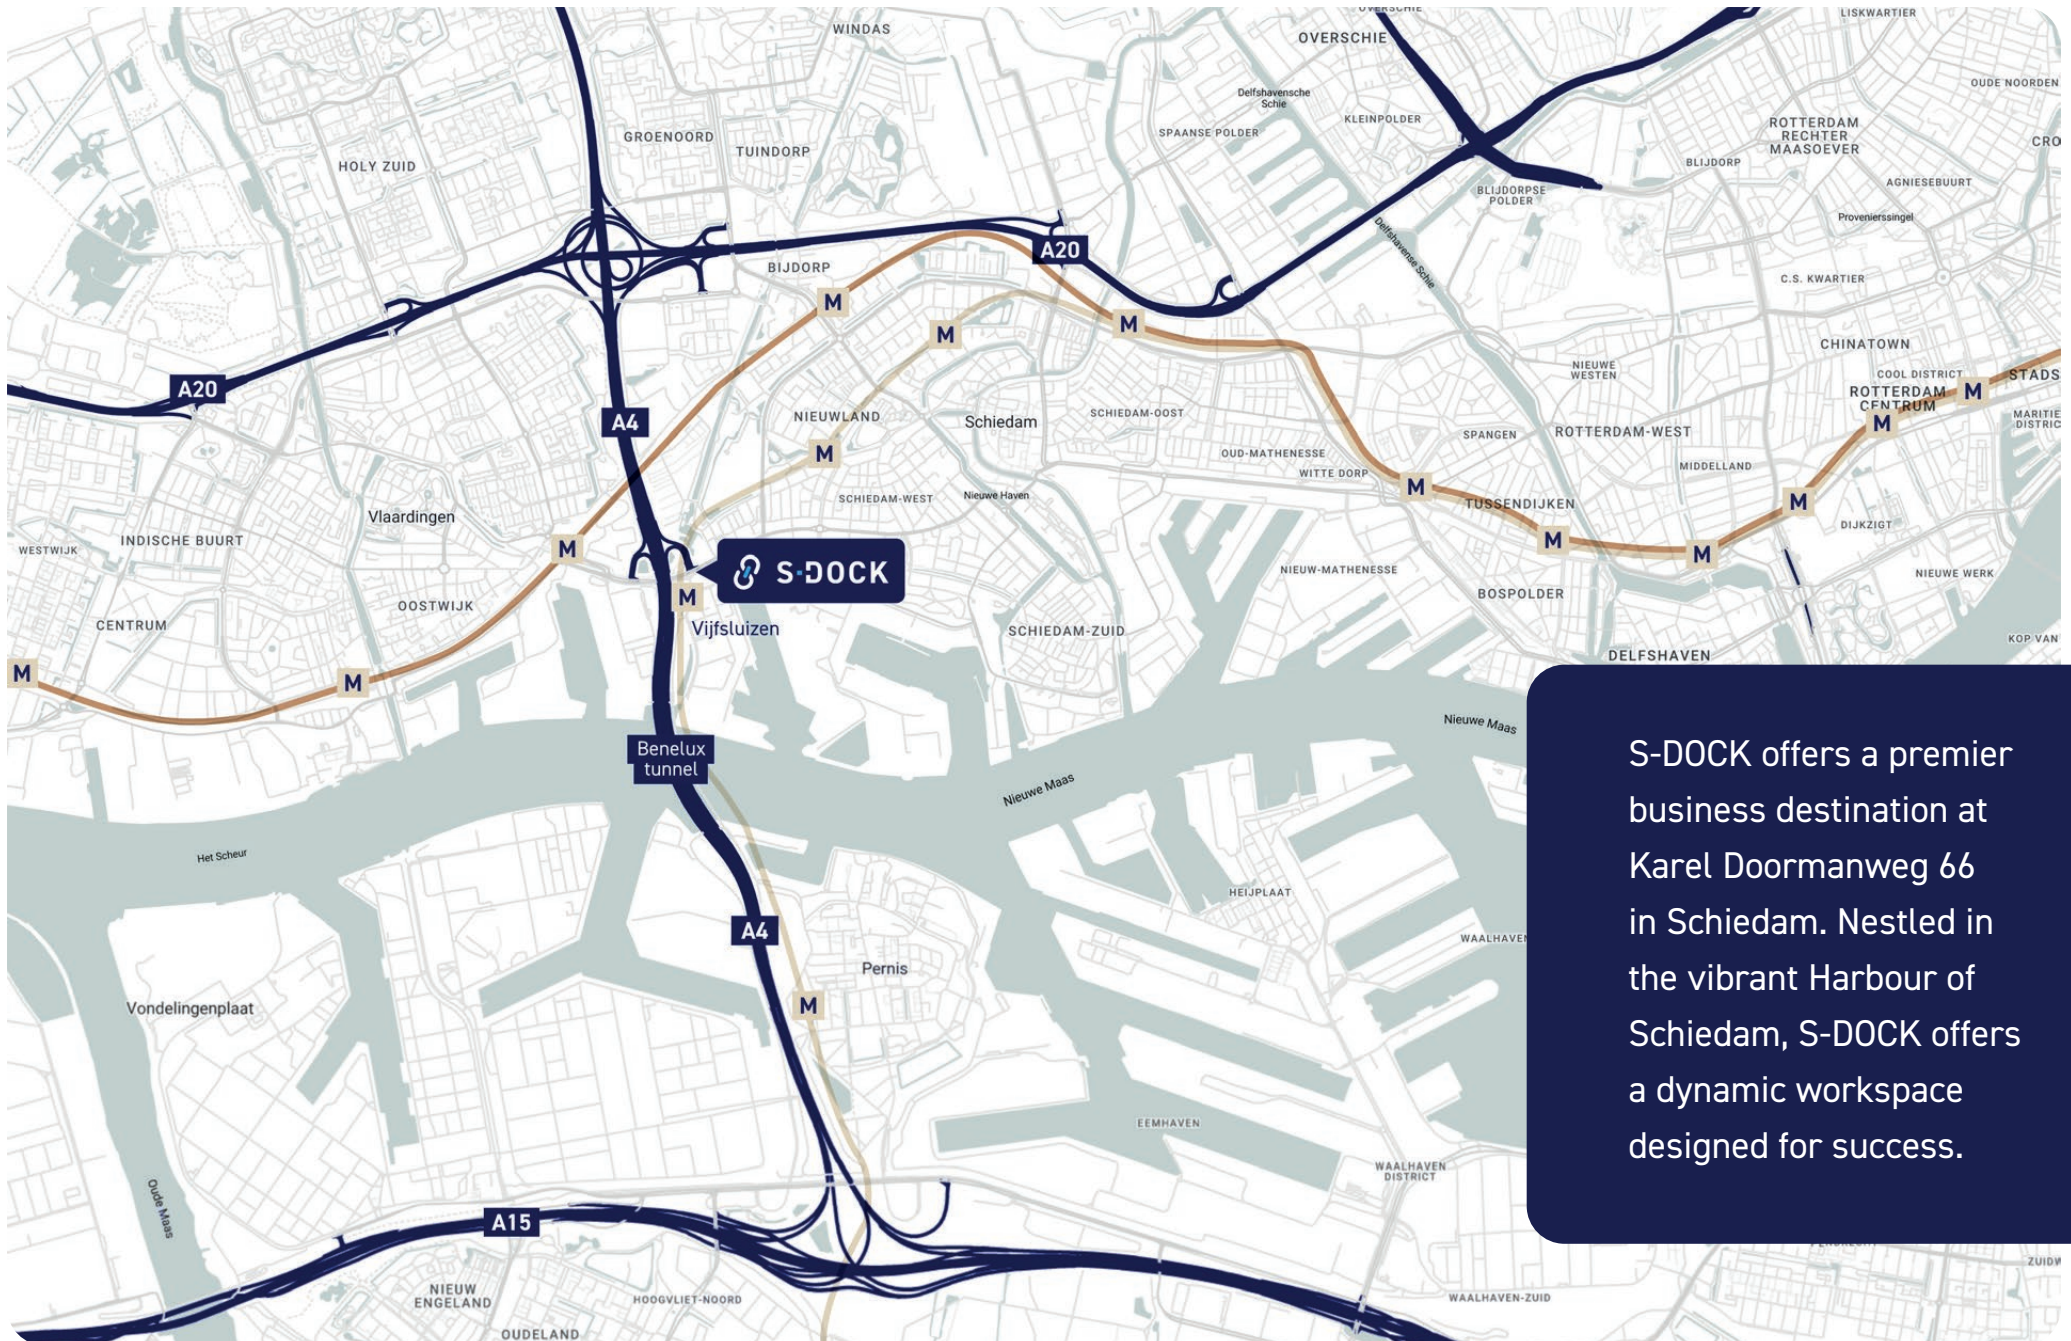 OVERSCHIE
LISKWARTIER
WINDAS
OVERSCHIE
OUDE NOORDEN
Delfshavensche
Schie
GROENOORD
TUINDORP
SPAANSE POLDER
KLEINPOLDER
ROTTERDAM
RECHTER
MAASOEVER
CRO
HOLY ZUID
BLIJDORP
AGNIESEBUURT
BLIJDORPSE
POLDER
Provenierssingel
Delfshavense Schie
A20
BIJDORP
C.S. KWARTIER
M
M
M
CHINATOWN
NIEUWE
WESTEN
COOL DISTRICT
STADS
A20
ROTTERDAM
CENTRUM
M
M
MARITIE
DISTRIC
A4
NIEUWLAND
Schiedam
SCHIEDAM-OOST
SPANGEN
ROTTERDAM-WEST
M
OUD-MATHENESSE
WITTE DORP
MIDDELLAND
M
SCHIEDAM-WEST
Nieuwe Haven
TUSSENDIJKEN
M
Vlaardingen
DIJKZIGT
WESTWIJK
INDISCHE BUURT
M
M
M
S-DOCK
NIEUW-MATHENESSE
NIEUWE WERK
M
BOSPOLDER
OOSTWIJK
CENTRUM
Vijfsluizen
SCHIEDAM-ZUID
KOP VAN
DELFSHAVEN
M
M
Nieuwe Maas
Benelux
tunnel
Nieuwe Maas
Het Scheur
HEIJPLAAT
A4
WAALHAVEN
Pernis
Vondelingenplaat
M
EEMHAVEN
WAALHAVEN
DISTRICT
Oude Maas
A15
NIEUW
ENGELAND
HOOGVLIET-NOORD
WAALHAVEN-ZUID
OUDELAND
ZUIDW
S-DOCK offers a premier
business destination at
Karel Doormanweg 66
in Schiedam. Nestled in
the vibrant Harbour of
Schiedam, S-DOCK offers
a dynamic workspace
designed for success.